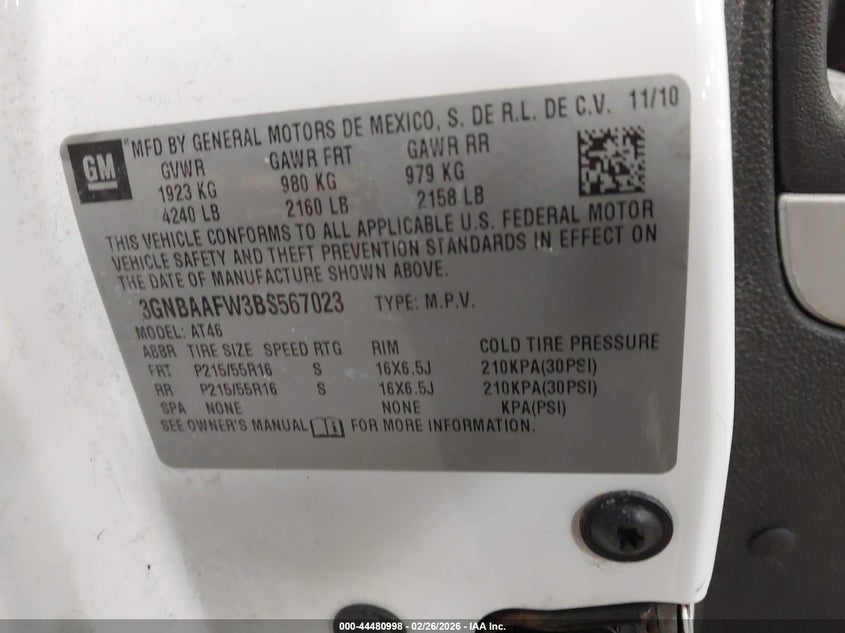 GM
MFD BY GENERAL MOTORS DE MEXICO, S. DE R.L. DE C.V. 11/10
GVWR GAWR FRT GAWR RR
1923 KG 980 KG 979 KG
4240 LB 2160 LB 2158 LB
THIS VEHICLE CONFORMS TO ALL APPLICABLE U.S. FEDERAL MOTOR
VEHICLE SAFETY AND THEFT PREVENTION STANDARDS IN EFFECT ON
THE DATE OF MANUFACTURE SHOWN ABOVE.
3GNBAAFW3BS567023 TYPE: M.P.V.
MODEL: AT46
ABBR TIRE SIZE SPEED RTG RIM COLD TIRE PRESSURE
FRT P215/55R16 S 16X6.5J 210KPA(30PSI)
RR P215/55R16 S 16X6.5J 210KPA(30PSI)
SPA NONE NONE KPA(PSI)
SEE OWNER'S MANUAL FOR MORE INFORMATION.
000-44480998 - 02/26/2026 - IAA Inc.